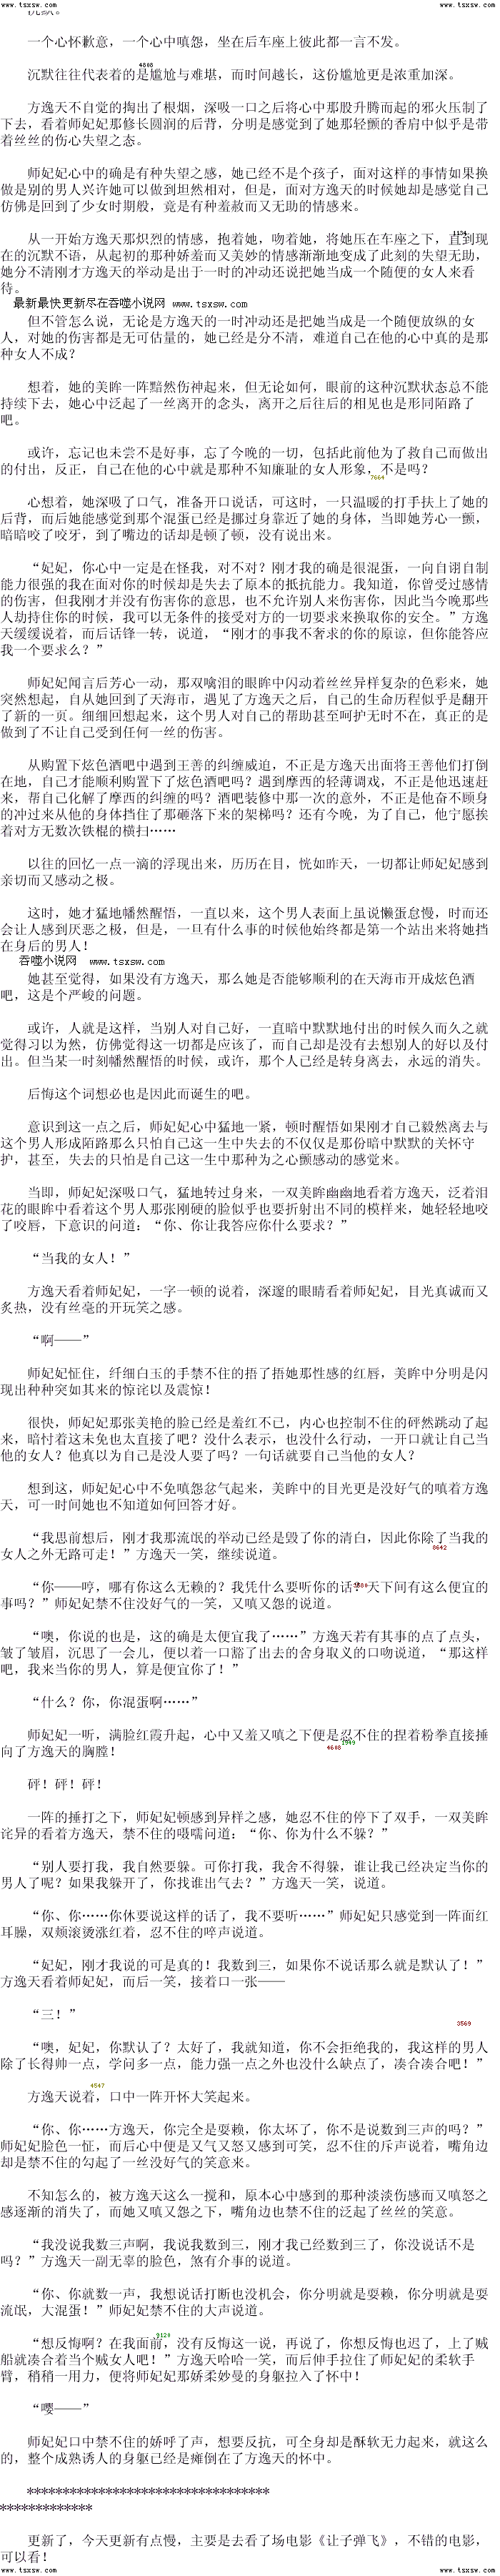 www.tsxsw.com www.tsxsw.com
一个心怀歉意，一个心中嗔怨，坐在后车座上彼此都一言不发。
4808
沉默往往代表着的是尴尬与难堪，而时间越长，这份尴尬更是浓重加深。
方逸天不自觉的掏出了根烟，深吸一口之后将心中那股升腾而起的邪火压制了
下去，看着师妃妃那修长圆润的后背，分明是感觉到了她那轻颤的香肩中似乎是带
着丝丝的伤心失望之态。
师妃妃心中的确是有种失望之感，她已经不是个孩子，面对这样的事情如果换
做是别的男人兴许她可以做到坦然相对，但是，面对方逸天的时候她却是感觉自己
仿佛是回到了少女时期般，竟是有种羞赧而又无助的情感来。
1134
从一开始方逸天那炽烈的情感，抱着她，吻着她，将她压在车座之下，直到现
在的沉默不语，从起初的那种娇羞而又美妙的情感渐渐地变成了此刻的失望无助，
她分不清刚才方逸天的举动是出于一时的冲动还说把她当成一个随便的女人来看
待。
最新最快更新尽在吞噬小说网 www.tsxsw.com
但不管怎么说，无论是方逸天的一时冲动还是把她当成是一个随便放纵的女
人，对她的伤害都是无可估量的，她已经是分不清，难道自己在他的心中真的是那
种女人不成？
想着，她的美眸一阵黯然伤神起来，但无论如何，眼前的这种沉默状态总不能
持续下去，她心中泛起了一丝离开的念头，离开之后往后的相见也是形同陌路了
吧。
或许，忘记也未尝不是好事，忘了今晚的一切，包括此前他为了救自己而做出
的付出，反正，自己在他的心中就是那种不知廉耻的女人形象，不是吗？
7664
心想着，她深吸了口气，准备开口说话，可这时，一只温暖的打手扶上了她的
后背，而后她能感觉到那个混蛋已经是挪过身靠近了她的身体，当即她芳心一颤，
暗暗咬了咬牙，到了嘴边的话却是顿了顿，没有说出来。
“妃妃，你心中一定是在怪我，对不对？刚才我的确是很混蛋，一向自诩自制
能力很强的我在面对你的时候却是失去了原本的抵抗能力。我知道，你曾受过感情
的伤害，但我刚才并没有伤害你的意思，也不允许别人来伤害你，因此当今晚那些
人劫持住你的时候，我可以无条件的接受对方的一切要求来换取你的安全。”方逸
天缓缓说着，而后话锋一转，说道，“刚才的事我不奢求的你的原谅，但你能答应
我一个要求么？”
师妃妃闻言后芳心一动，那双噙泪的眼眸中闪动着丝丝异样复杂的色彩来，她
突然想起，自从她回到了天海市，遇见了方逸天之后，自己的生命历程似乎是翻开
了新的一页。细细回想起来，这个男人对自己的帮助甚至呵护无时不在，真正的是
做到了不让自己受到任何一丝的伤害。
从购置下炫色酒吧中遇到王善的纠缠威迫，不正是方逸天出面将王善他们打倒
在地，自己才能顺利购置下了炫色酒吧吗？遇到摩西的轻薄调戏，不正是他迅速赶
来，帮自己化解了摩西的纠缠的吗？酒吧装修中那一次的意外，不正是他奋不顾身
的冲过来从他的身体挡住了那砸落下来的架梯吗？还有今晚，为了自己，他宁愿挨
着对方无数次铁棍的横扫……
以往的回忆一点一滴的浮现出来，历历在目，恍如昨天，一切都让师妃妃感到
亲切而又感动之极。
这时，她才猛地幡然醒悟，一直以来，这个男人表面上虽说懒蛋怠慢，时而还
会让人感到厌恶之极，但是，一旦有什么事的时候他始终都是第一个站出来将她挡
在身后的男人！
吞噬小说网 www.tsxsw.com
她甚至觉得，如果没有方逸天，那么她是否能够顺利的在天海市开成炫色酒
吧，这是个严峻的问题。
或许，人就是这样，当别人对自己好，一直暗中默默地付出的时候久而久之就
觉得习以为然，仿佛觉得这一切都是应该了，而自己却是没有去想别人的好以及付
出。但当某一时刻幡然醒悟的时候，或许，那个人已经是转身离去，永远的消失。
后悔这个词想必也是因此而诞生的吧。
意识到这一点之后，师妃妃心中猛地一紧，顿时醒悟如果刚才自己毅然离去与
这个男人形成陌路那么只怕自己这一生中失去的不仅仅是那份暗中默默的关怀守
护，甚至，失去的只怕是自己这一生中那种为之心颤感动的感觉来。
当即，师妃妃深吸口气，猛地转过身来，一双美眸幽幽地看着方逸天，泛着泪
花的眼眸中看着这个男人那张刚硬的脸似乎也要折射出不同的模样来，她轻轻地咬
了咬唇，下意识的问道：“你、你让我答应你什么要求？”
“当我的女人！”
方逸天看着师妃妃，一字一顿的说着，深邃的眼睛看着师妃妃，目光真诚而又
炙热，没有丝毫的开玩笑之感。
“啊——”
师妃妃怔住，纤细白玉的手禁不住的捂了捂她那性感的红唇，美眸中分明是闪
现出种种突如其来的惊诧以及震惊！
很快，师妃妃那张美艳的脸已经是羞红不已，内心也控制不住的砰然跳动了起
来，暗忖着这未免也太直接了吧？没什么表示，也没什么行动，一开口就让自己当
他的女人？他真以为自己是没人要了吗？一句话就要自己当他的女人？
想到这，师妃妃心中不免嗔怨忿气起来，美眸中的目光更是没好气的嗔着方逸
天，可一时间她也不知道如何回答才好。
“我思前想后，刚才我那流氓的举动已经是毁了你的清白，因此你除了当我的
女人之外无路可走！”方逸天一笑，继续说道。
8642
“你——哼，哪有你这么无赖的？我凭什么要听你的话！天下间有这么便宜的
事吗？”师妃妃禁不住没好气的一笑，又嗔又怨的说道。
“噢，你说的也是，这的确是太便宜我了……”方逸天若有其事的点了点头，
皱了皱眉，沉思了一会儿，便以着一口豁了出去的舍身取义的口吻说道，“那这样
吧，我来当你的男人，算是便宜你了！”
“什么？你，你混蛋啊……”
师妃妃一听，满脸红霞升起，心中又羞又嗔之下便是忍不住的捏着粉拳直接捶
向了方逸天的胸膛！
4608 1949
砰！砰！砰！
一阵的捶打之下，师妃妃顿感到异样之感，她忍不住的停下了双手，一双美眸
诧异的看着方逸天，禁不住的嗫嚅问道：“你、你为什么不躲？”
“别人要打我，我自然要躲。可你打我，我舍不得躲，谁让我已经决定当你的
男人了呢？如果我躲开了，你找谁出气去？”方逸天一笑，说道。
“你、你……你休要说这样的话了，我不要听……”师妃妃只感觉到一阵面红
耳臊，双颊滚烫涨红着，忍不住的啐声说道。
“妃妃，刚才我说的可是真的！我数到三，如果你不说话那么就是默认了！”
方逸天看着师妃妃，而后一笑，接着口一张——
“三！”
3569
“噢，妃妃，你默认了？太好了，我就知道，你不会拒绝我的，我这样的男人
除了长得帅一点，学问多一点，能力强一点之外也没什么缺点了，凑合凑合吧！”
4547
方逸天说着，口中一阵开怀大笑起来。
“你、你……方逸天，你完全是耍赖，你太坏了，你不是说数到三声的吗？”
师妃妃脸色一怔，而后心中便是又气又怒又感到可笑，忍不住的斥声说着，嘴角边
却是禁不住的勾起了一丝没好气的笑意来。
不知怎么的，被方逸天这么一搅和，原本心中感到的那种淡淡伤感而又嗔怒之
感逐渐的消失了，而她又嗔又怨之下，嘴角边也禁不住的泛起了丝丝的笑意。
“我没说我数三声啊，我说我数到三，刚才我已经数到三了，你没说话不是
吗？”方逸天一副无辜的脸色，煞有介事的说道。
“你、你就数一声，我想说话打断也没机会，你分明就是耍赖，你分明就是耍
流氓，大混蛋！”师妃妃禁不住的大声说道。
9128
“想反悔啊？在我面前，没有反悔这一说，再说了，你想反悔也迟了，上了贼
船就凑合着当个贼女人吧！”方逸天哈哈一笑，而后伸手拉住了师妃妃的柔软手
臂，稍稍一用力，便将师妃妃那娇柔妙曼的身躯拉入了怀中！
“嘤——”
师妃妃口中禁不住的娇呼了声，想要反抗，可全身却是酥软无力起来，就这么
的，整个成熟诱人的身躯已经是瘫倒在了方逸天的怀中。
**********************************
*************
更新了，今天更新有点慢，主要是去看了场电影《让子弹飞》，不错的电影，
可以看！
www.tsxsw.com www.tsxsw.com